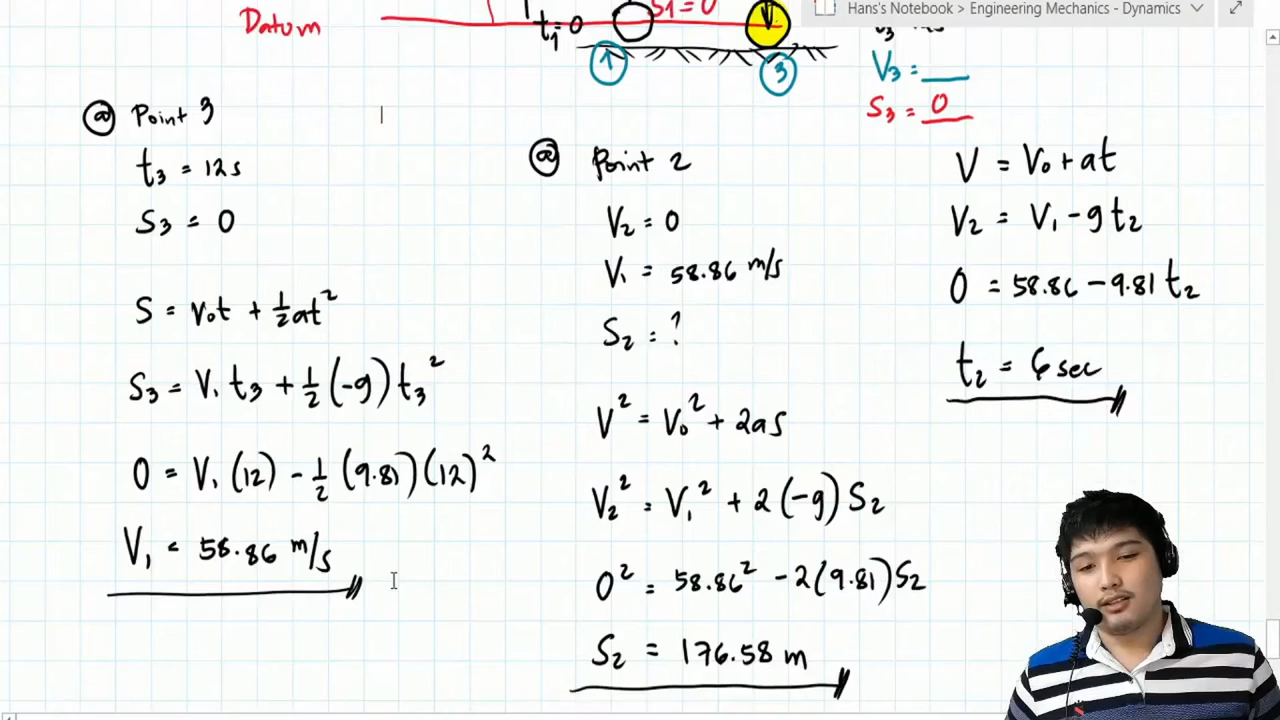 Hans's Notebook > Engineering Mechanics - Dynamics
Datum
t₁=0
S1=0
1
3
V3 =
S3 = 0
@ Point 3
t3 = 12s
S3 = 0
S = V0t + 1/2 at²
S3 = V1 t3 + 1/2 (-g) t3²
0 = V1 (12) - 1/2 (9.81)(12)²
V1 = 58.86 m/s
@ Point 2
V2 = 0
V1 = 58.86 m/s
S2 = ?
V² = V0² + 2aS
V2² = V1² + 2(-g) S2
0² = 58.86² - 2(9.81) S2
S2 = 176.58 m
V = V0 + at
V2 = V1 - g t2
0 = 58.86 - 9.81 t2
t2 = 6 sec